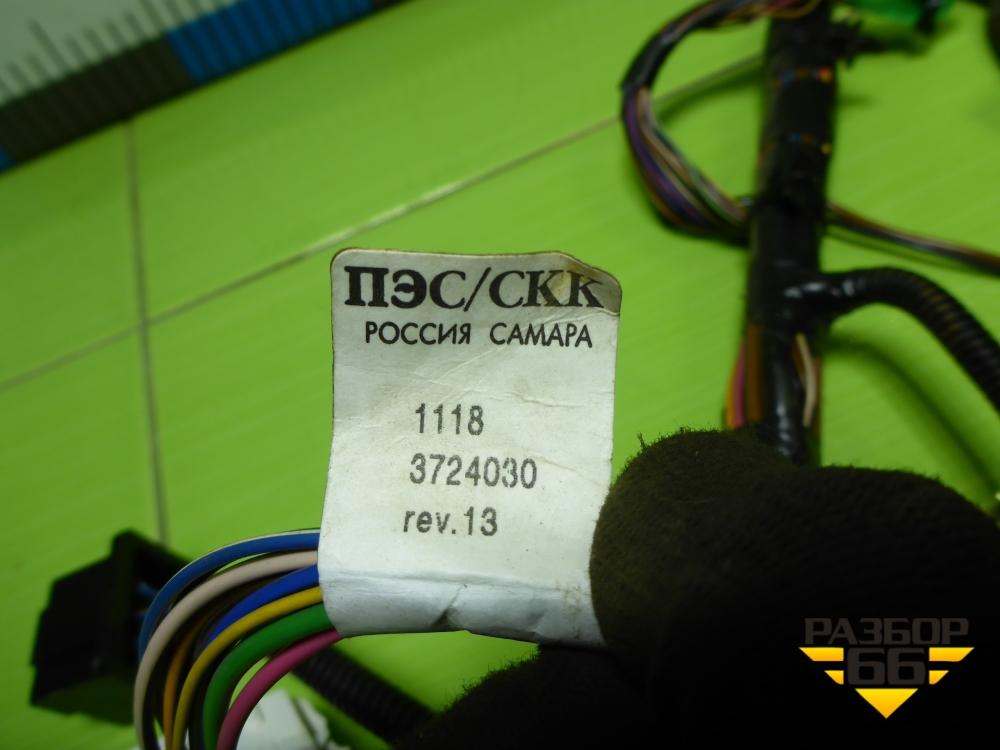 ПЭС/СКК
РОССИЯ САМАРА
1118
3724030
rev.13
РАЗБОР
66